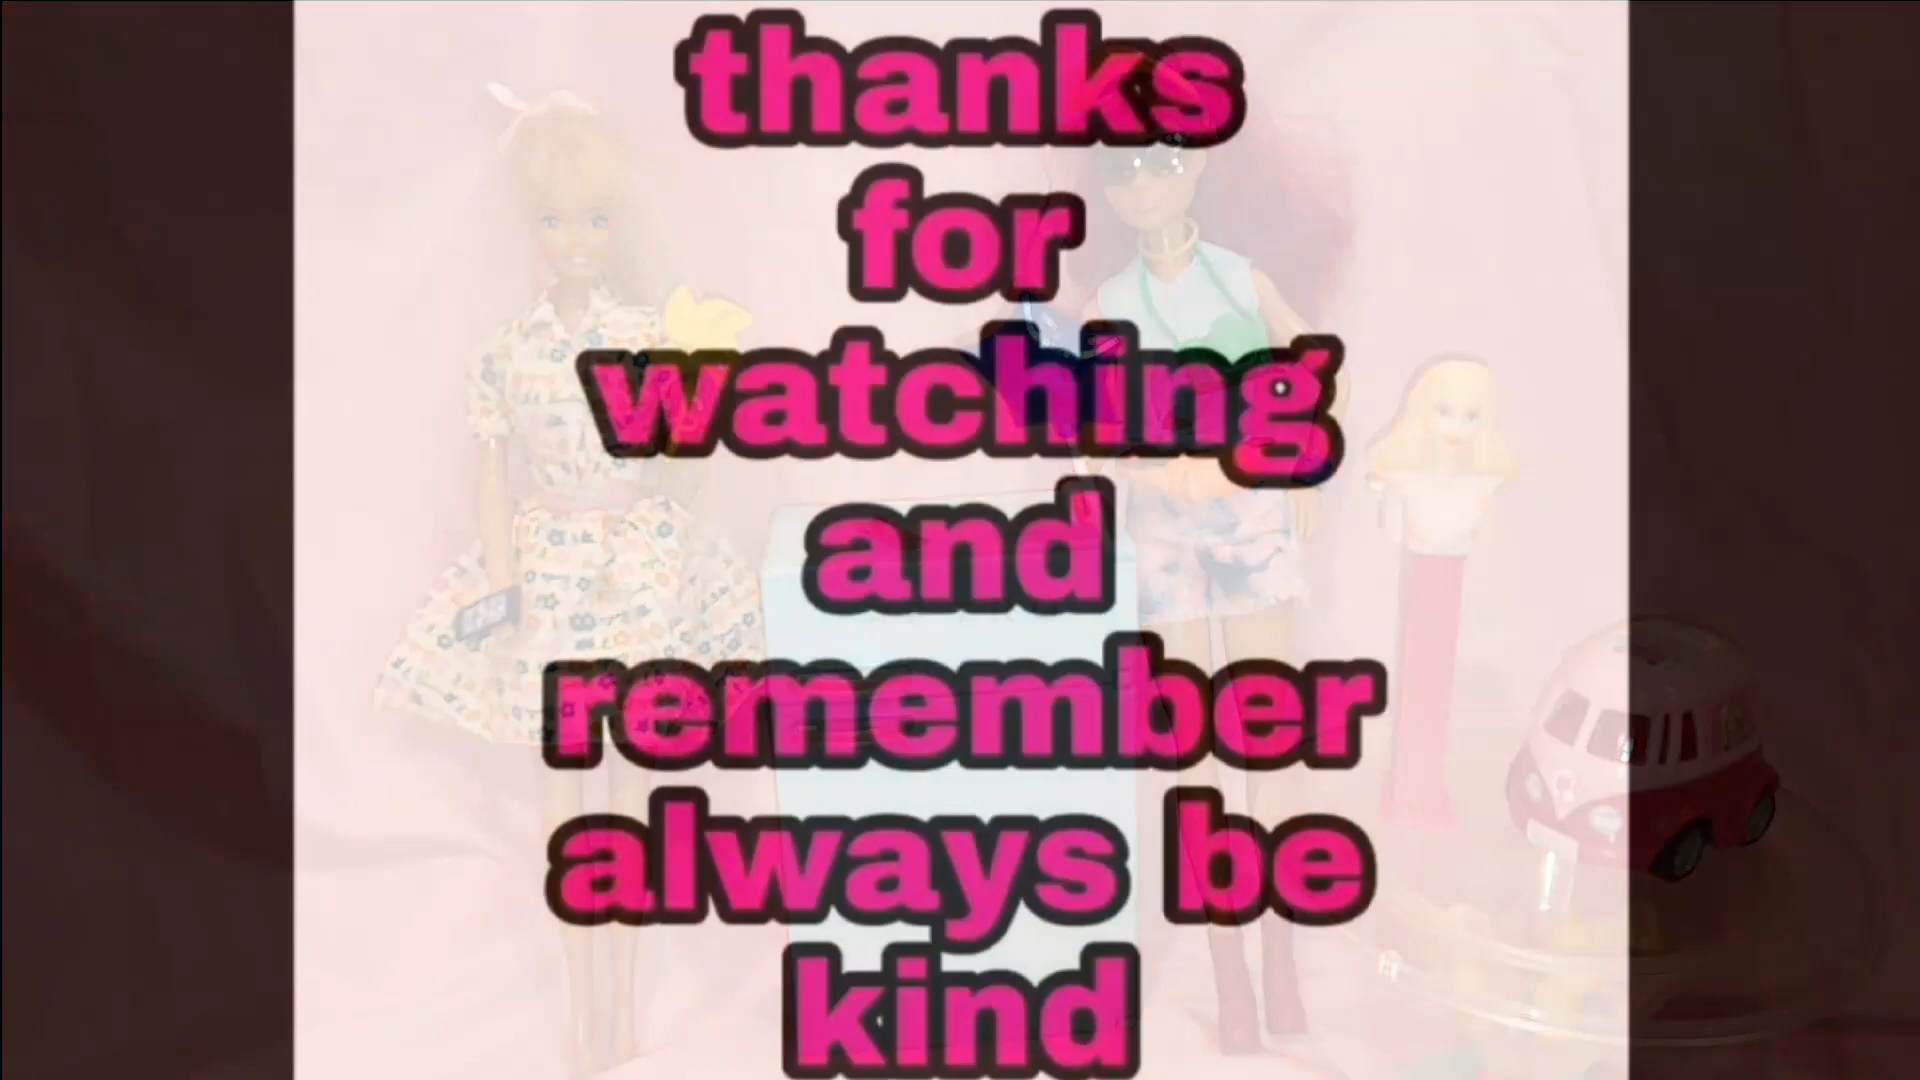 thanks
for
watching
and
remember
always be
kind